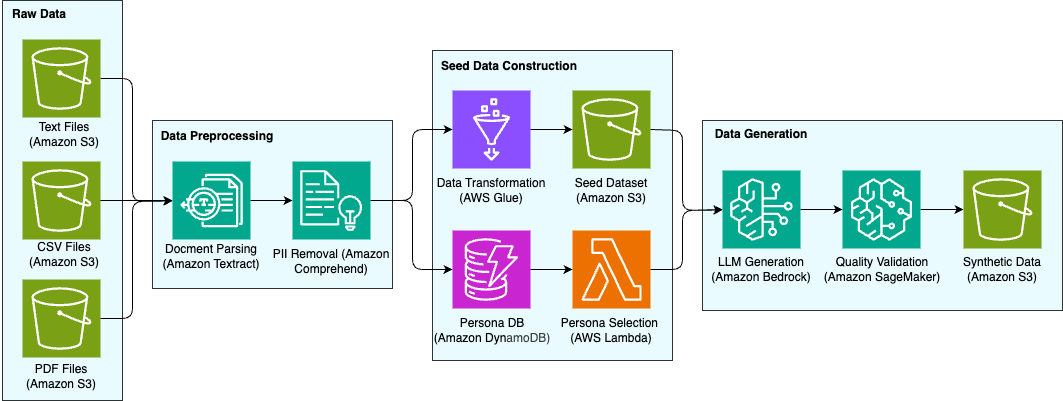 Raw Data
Text Files
(Amazon S3)
CSV Files
(Amazon S3)
PDF Files
(Amazon S3)
Data Preprocessing
Docment Parsing
(Amazon Textract)
PII Removal (Amazon
Comprehend)
Seed Data Construction
Data Transformation
(AWS Glue)
Seed Dataset
(Amazon S3)
Persona DB
(Amazon DynamoDB)
Persona Selection
(AWS Lambda)
Data Generation
LLM Generation
(Amazon Bedrock)
Quality Validation
(Amazon SageMaker)
Synthetic Data
(Amazon S3)